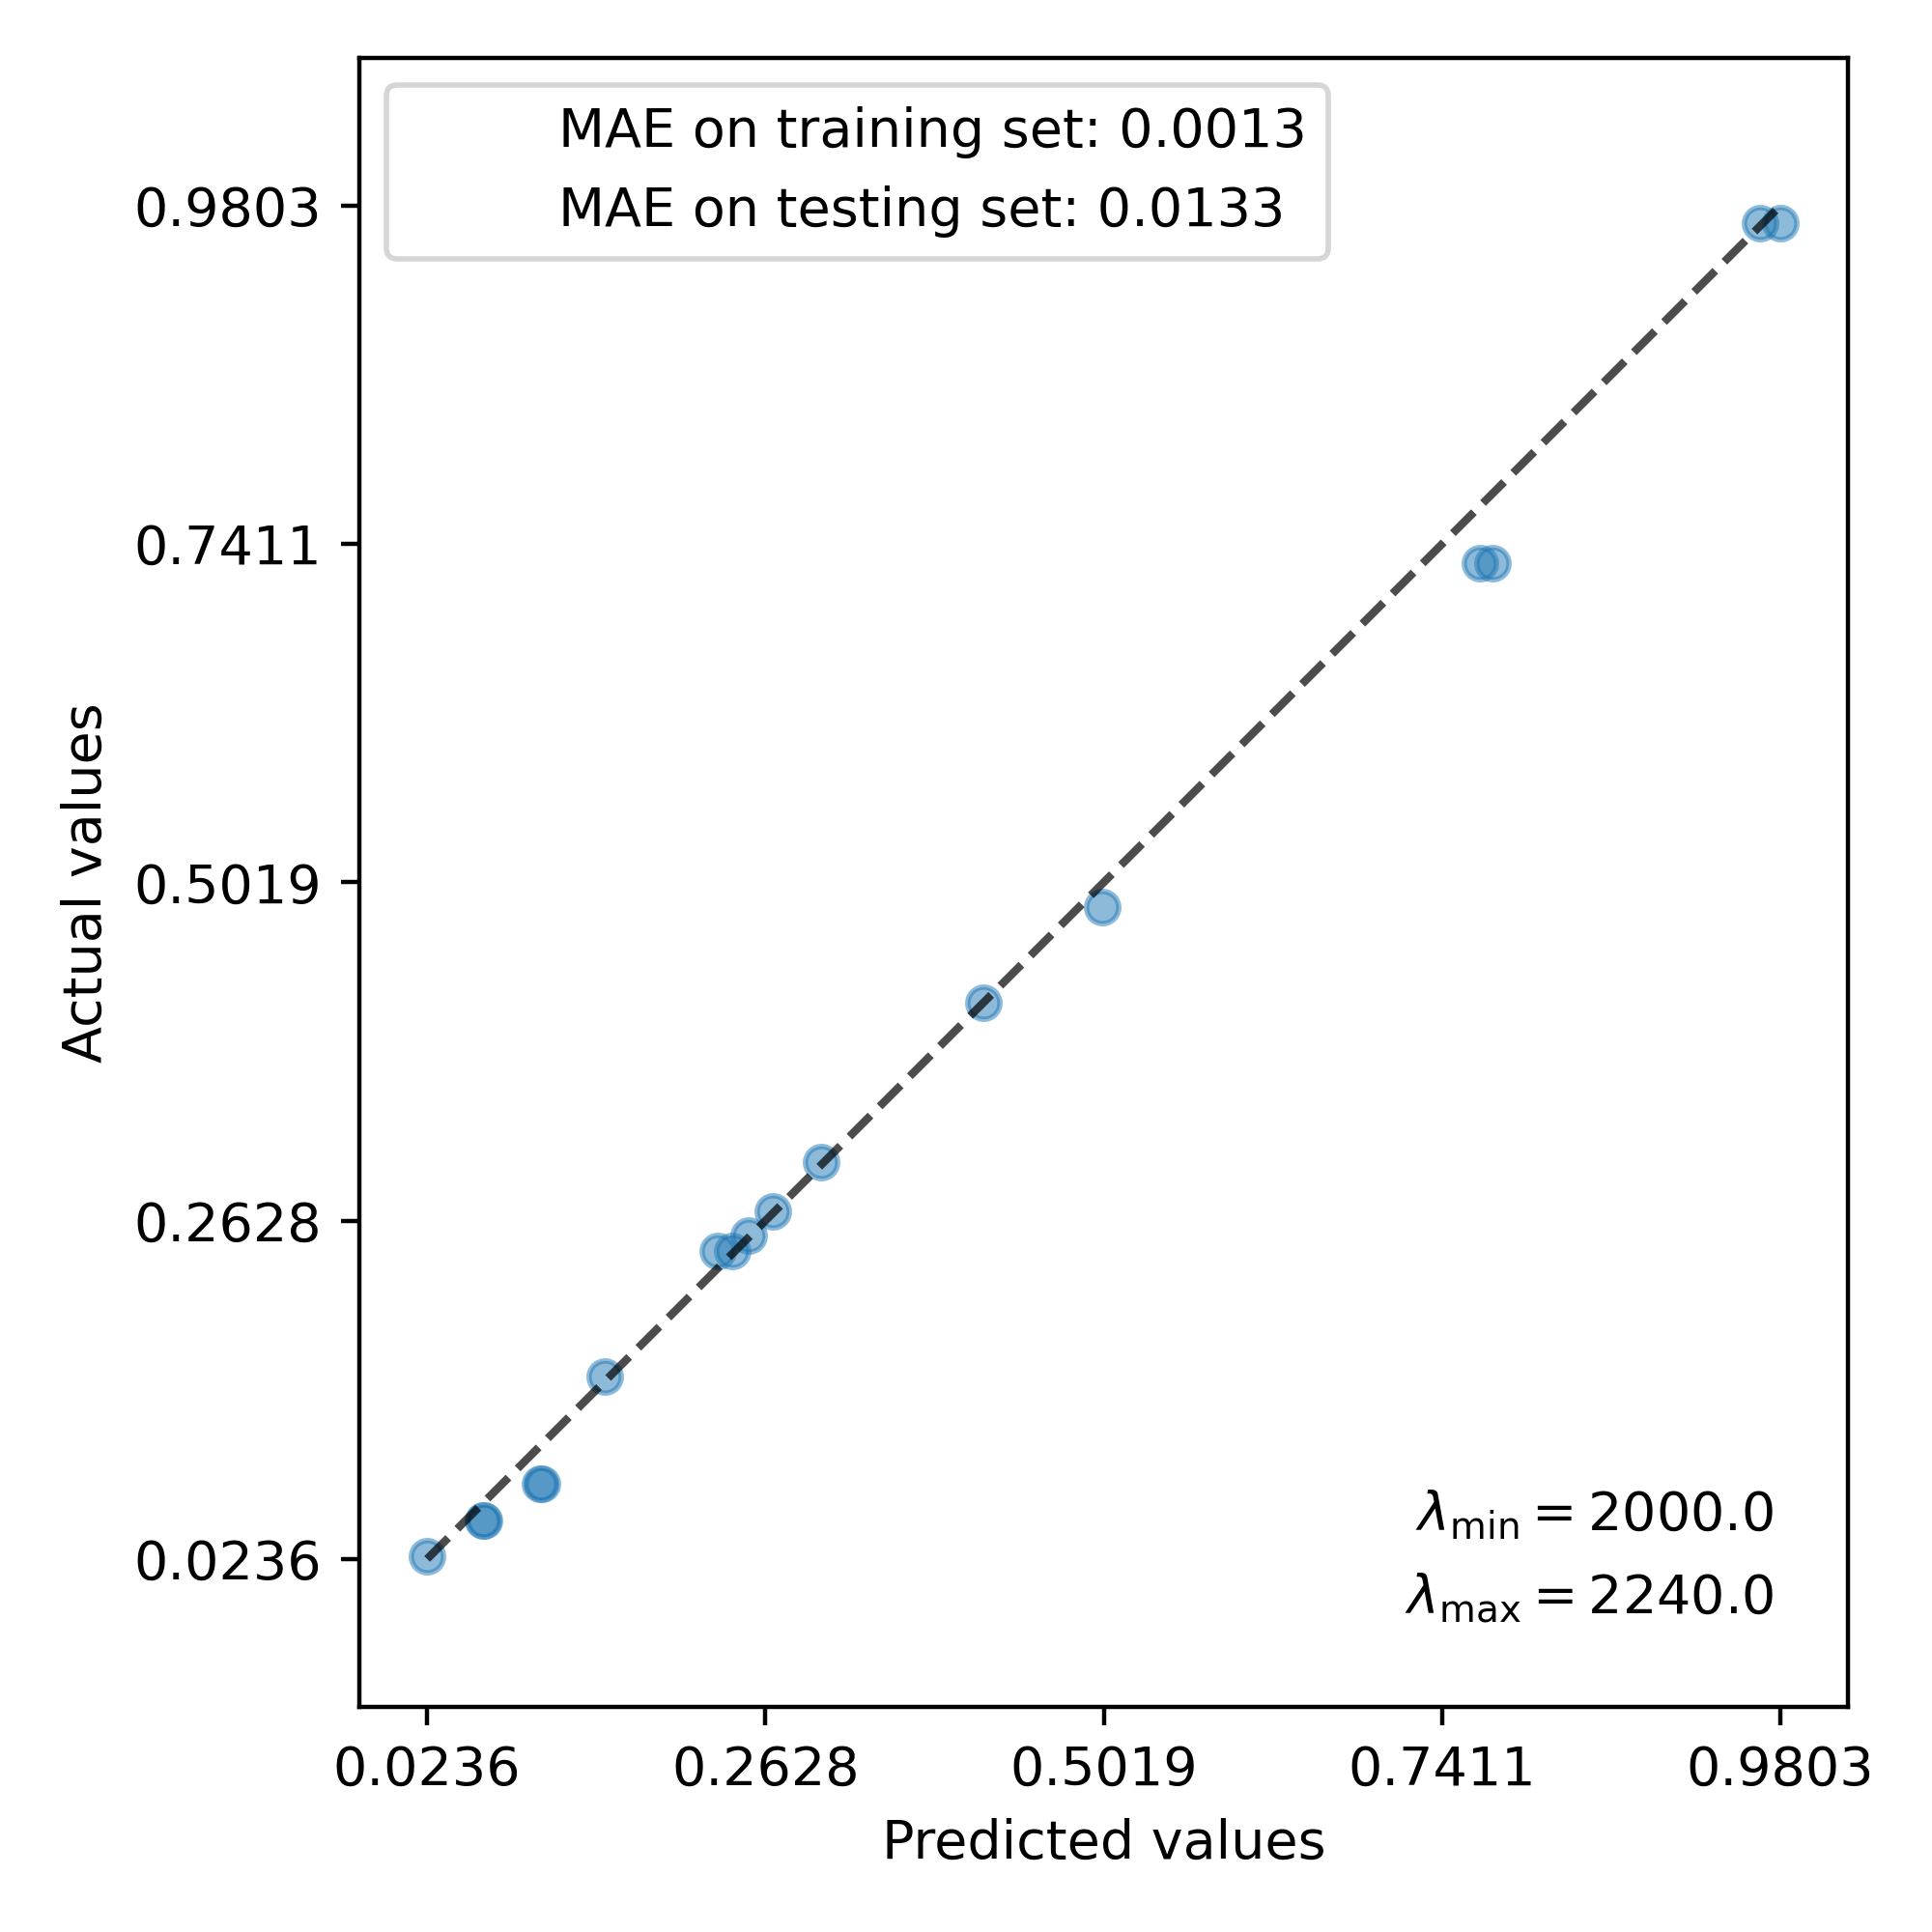 MAE on training set: 0.0013
MAE on testing set: 0.0133
0.9803
0.7411
0.5019
0.2628
0.0236
Actual values
λmin = 2000.0
λmax = 2240.0
0.0236 0.2628 0.5019 0.7411 0.9803
Predicted values